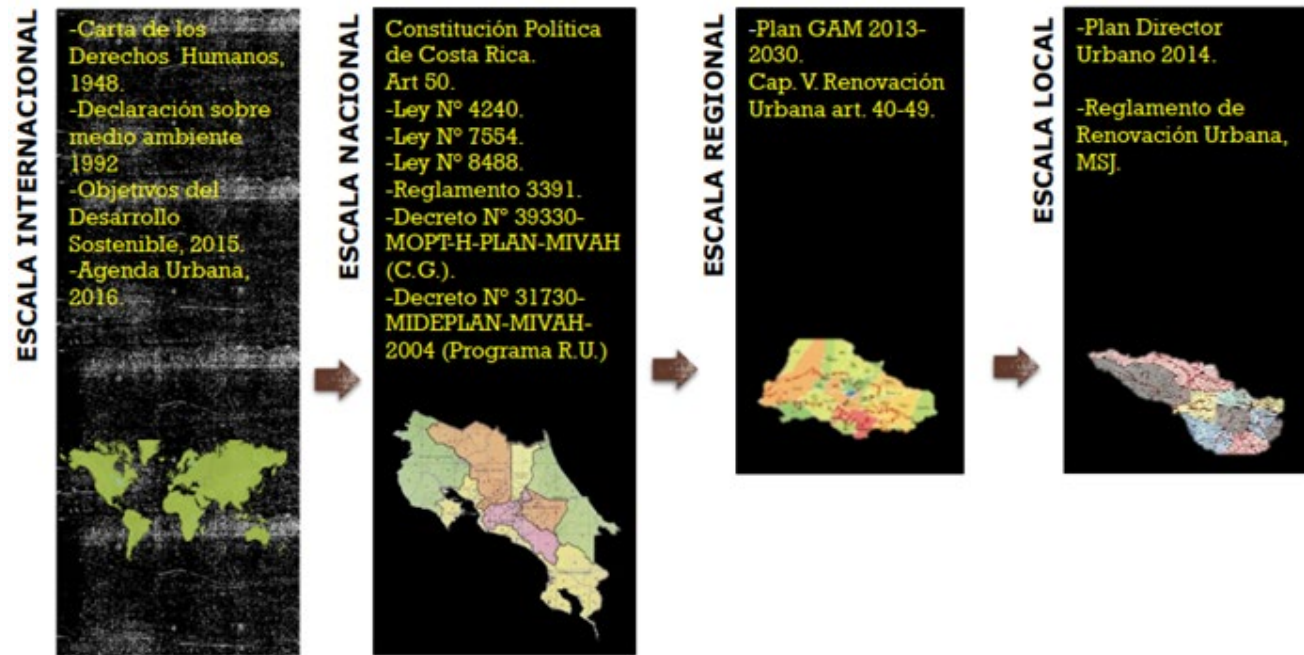 ESCALA INTERNACIONAL
-Carta de los
Derechos Humanos,
1948.
-Declaración sobre
medio ambiente
1992
-Objetivos del
Desarrollo
Sostenible, 2015.
-Agenda Urbana,
2016.
ESCALA NACIONAL
Constitución Política
de Costa Rica.
Art 50.
-Ley N° 4240.
-Ley N° 7554.
-Ley N° 8488.
-Reglamento 3391.
-Decreto N° 39330-
MOPT-H-PLAN-MIVAH
(C.G.).
-Decreto N° 31730-
MIDEPLAN-MIVAH-
2004 (Programa R.U.)
ESCALA REGIONAL
-Plan GAM 2013-
2030.
Cap. V. Renovación
Urbana art. 40-49.
ESCALA LOCAL
-Plan Director
Urbano 2014.
-Reglamento de
Renovación Urbana,
MSJ.